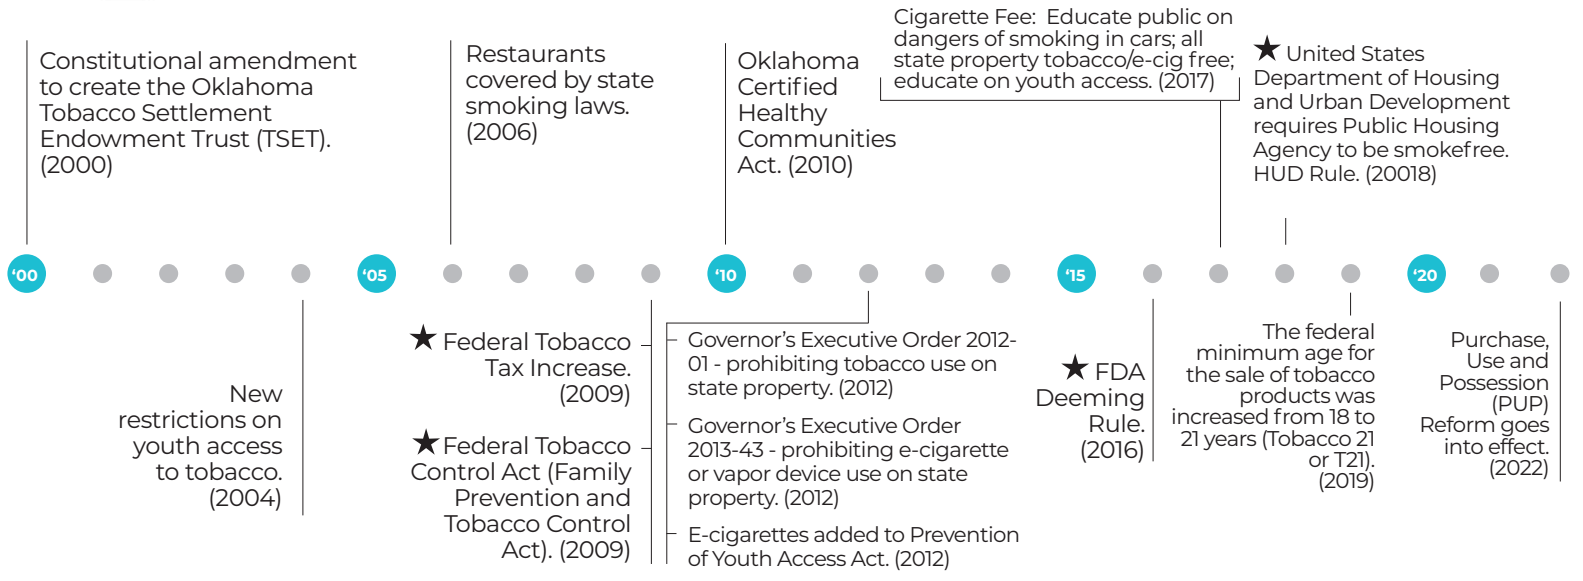 Constitutional amendment
to create the Oklahoma
Tobacco Settlement
Endowment Trust (TSET).
(2000)
Restaurants
covered by state
smoking laws.
(2006)
Oklahoma
Certified
Healthy
Communities
Act. (2010)
Cigarette Fee: Educate public on
dangers of smoking in cars; all
state property tobacco/e-cig free;
educate on youth access. (2017)
★ United States
Department of Housing
and Urban Development
requires Public Housing
Agency to be smokefree.
HUD Rule. (20018)
‘00
‘05
‘10
‘15
‘20
New
restrictions on
youth access
to tobacco.
(2004)
★ Federal Tobacco
Tax Increase.
(2009)
★ Federal Tobacco
Control Act (Family
Prevention and
Tobacco Control
Act). (2009)
Governor’s Executive Order 2012-
01 - prohibiting tobacco use on
state property. (2012)
Governor’s Executive Order
2013-43 - prohibiting e-cigarette
or vapor device use on state
property. (2012)
E-cigarettes added to Prevention
of Youth Access Act. (2012)
★ FDA
Deeming
Rule.
(2016)
The federal
minimum age for
the sale of tobacco
products was
increased from 18 to
21 years (Tobacco 21
or T21).
(2019)
Purchase,
Use and
Possession
(PUP)
Reform goes
into effect.
(2022)